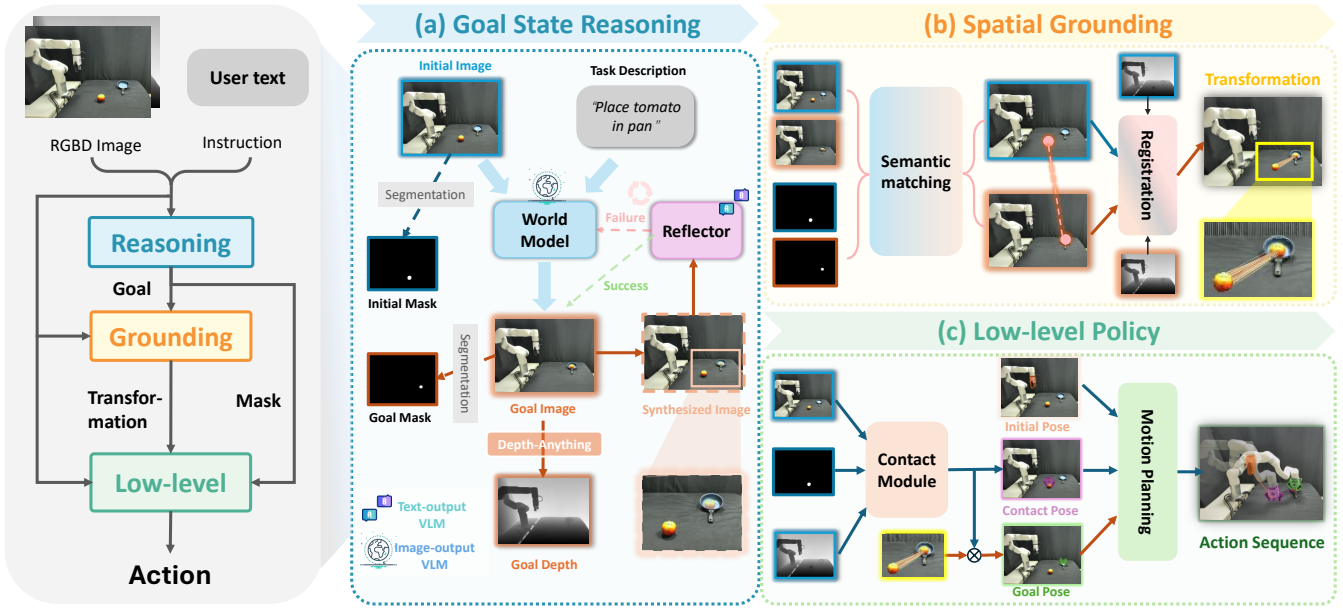 User text
RGBD Image
Instruction
Reasoning
Goal
Grounding
Transfor-
mation
Mask
Low-level
Action
(a) Goal State Reasoning
Initial Image
Task Description
"Place tomato
in pan"
Segmentation
World
Model
Failure
Reflector
A
A
Initial Mask
Success
Segmentation
Goal Mask
Goal Image
Synthesized Image
Depth-Anything
Text-output
VLM
Image-output
VLM
Goal Depth
(b) Spatial Grounding
Semantic
matching
Registration
Transformation
(c) Low-level Policy
Contact
Module
Initial Pose
Contact Pose
Goal Pose
Motion Planning
Action Sequence